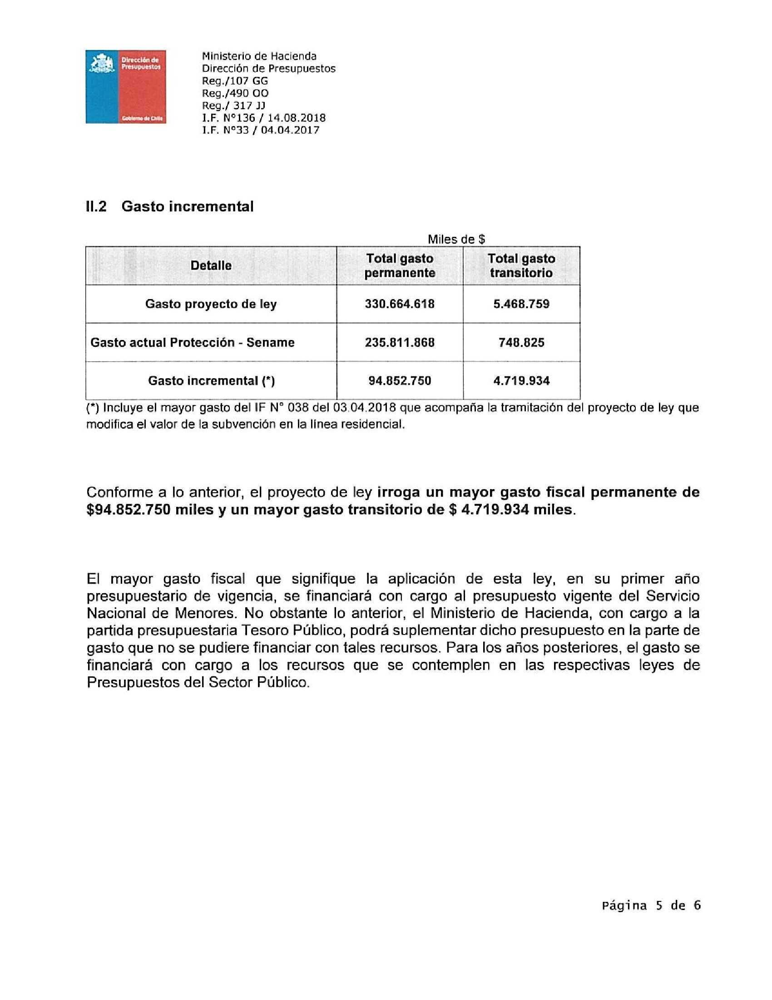 Dirección de
Presupuestos
Gobierno de Chile
Ministerio de Hacienda
Dirección de Presupuestos
Reg./107 GG
Reg./490 OO
Reg./ 317 JJ
I.F. N°136 / 14.08.2018
I.F. N°33 / 04.04.2017
II.2 Gasto incremental
Miles de $
Detalle
Total gasto
permanente
Total gasto
transitorio
Gasto proyecto de ley 330.664.618 5.468.759
Gasto actual Protección - Sename 235.811.868 748.825
Gasto incremental (*) 94.852.750 4.719.934
(*) Incluye el mayor gasto del IF N° 038 del 03.04.2018 que acompaña la tramitación del proyecto de ley que
modifica el valor de la subvención en la línea residencial.
Conforme a lo anterior, el proyecto de ley irroga un mayor gasto fiscal permanente de
$94.852.750 miles y un mayor gasto transitorio de $ 4.719.934 miles.
El mayor gasto fiscal que signifique la aplicación de esta ley, en su primer año
presupuestario de vigencia, se financiará con cargo al presupuesto vigente del Servicio
Nacional de Menores. No obstante lo anterior, el Ministerio de Hacienda, con cargo a la
partida presupuestaria Tesoro Público, podrá suplementar dicho presupuesto en la parte de
gasto que no se pudiere financiar con tales recursos. Para los años posteriores, el gasto se
financiará con cargo a los recursos que se contemplen en las respectivas leyes de
Presupuestos del Sector Público.
Página 5 de 6